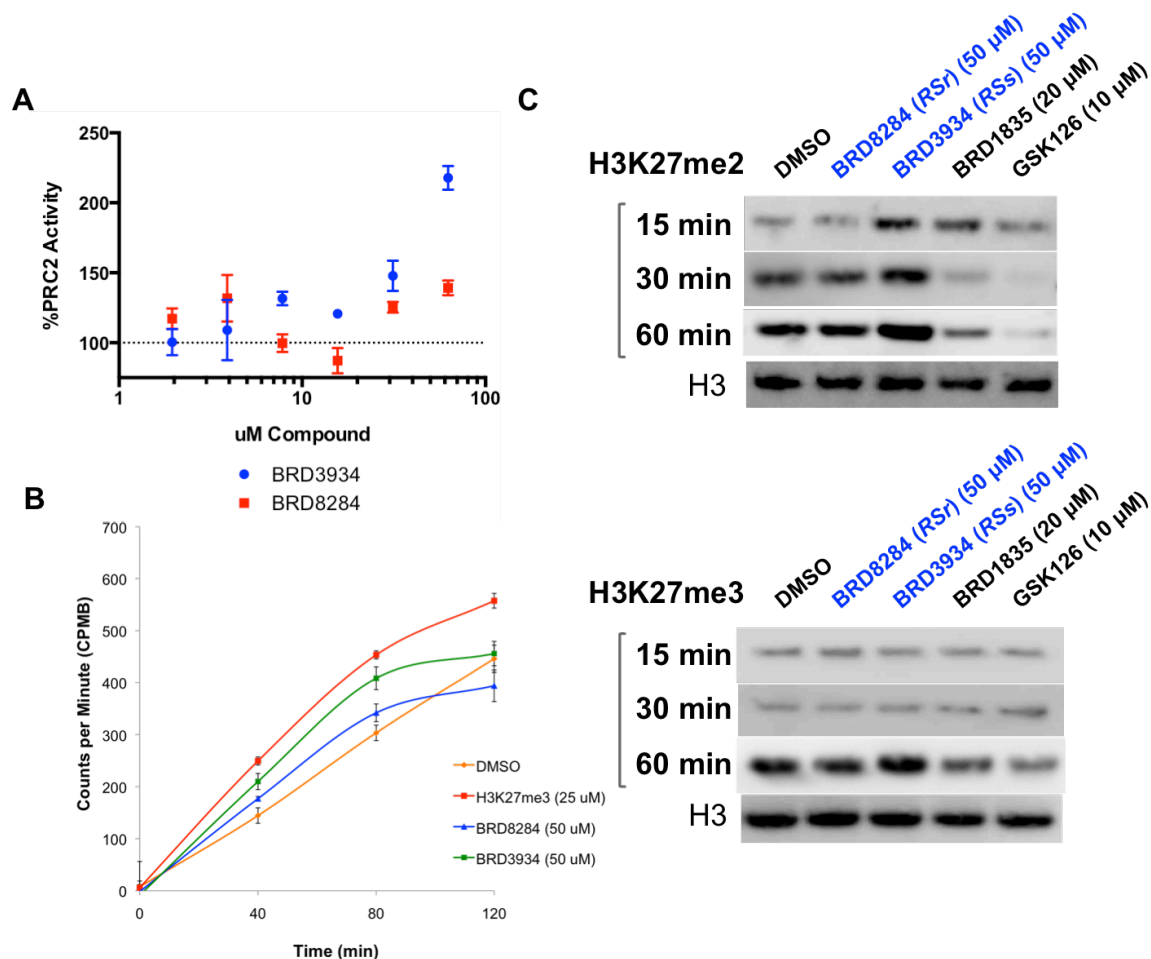 A
250
200
150
100
%PRC2 Activity
1
10
100
uM Compound
BRD3934
BRD8284
B
700
600
500
400
300
200
100
0
Counts per Minute (CPMB)
0
40
80
120
Time (min)
DMSO
H3K27me3 (25 uM)
BRD8284 (50 uM)
BRD3934 (50 uM)
C
H3K27me2
DMSO
BRD8284 (RSr) (50 µM)
BRD3934 (RSs) (50 µM)
BRD1835 (20 µM)
GSK126 (10 µM)
15 min
30 min
60 min
H3
H3K27me3
DMSO
BRD8284 (RSr) (50 µM)
BRD3934 (RSs) (50 µM)
BRD1835 (20 µM)
GSK126 (10 µM)
15 min
30 min
60 min
H3